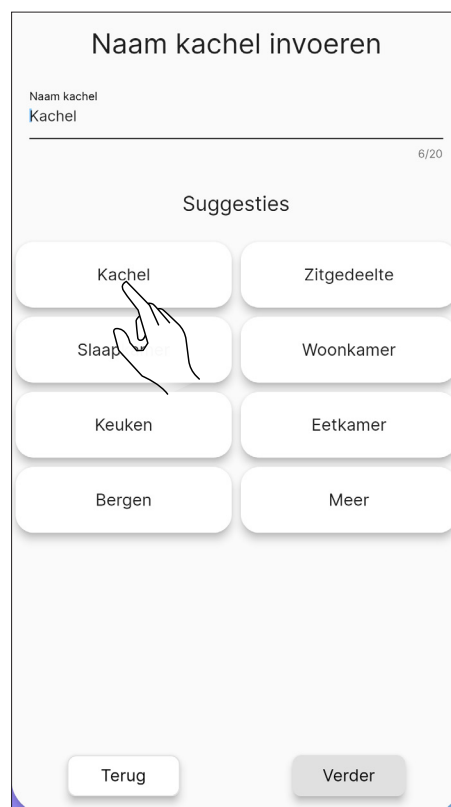 Naam kachel invoeren
Naam kachel
Kachel
6/20
Suggesties
Kachel Zitgedeelte
Woonkamer
Keuken Eetkamer
Bergen Meer
Terug Verder